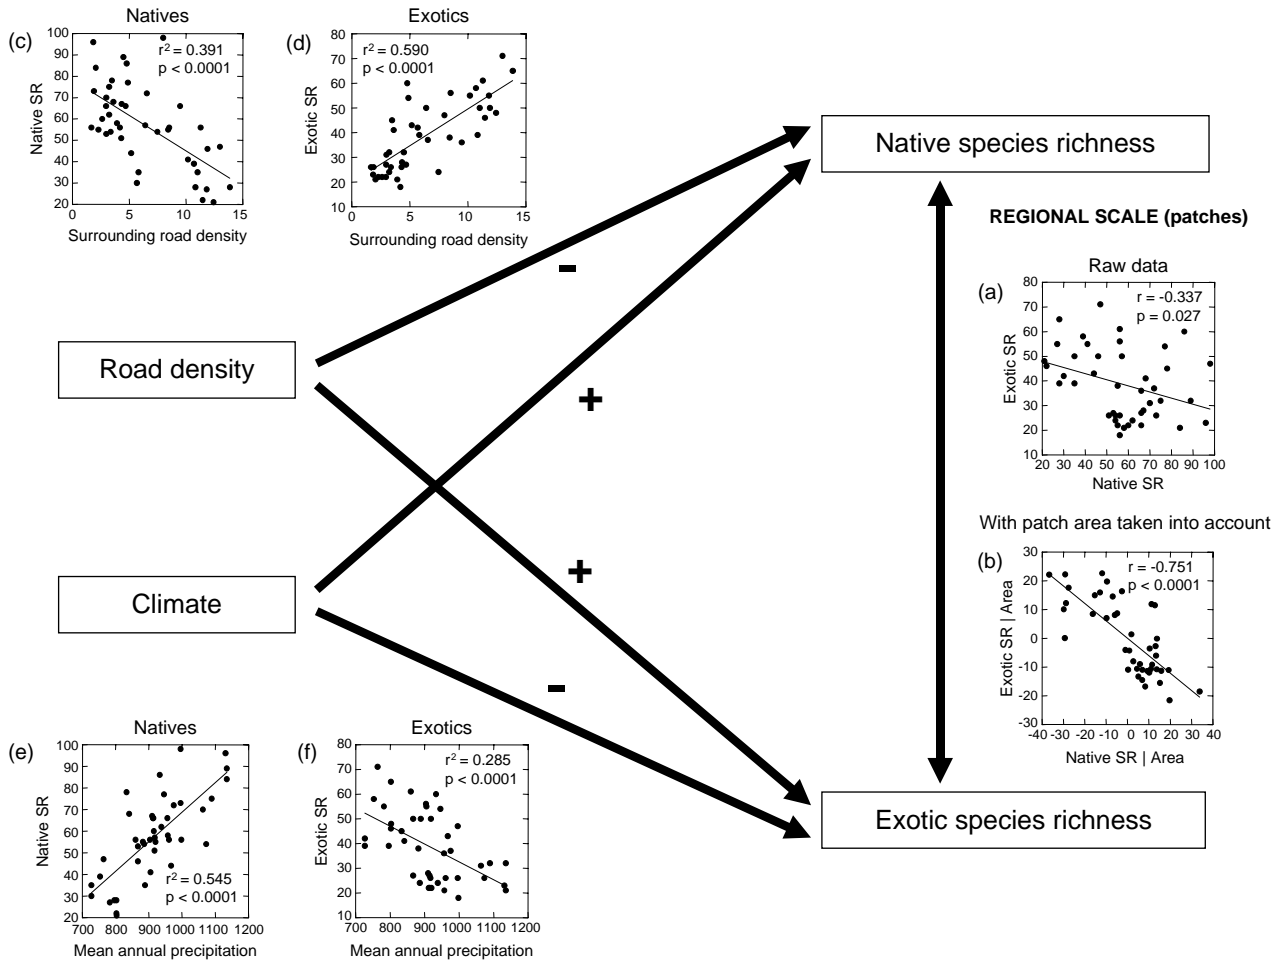 Natives
(c)
r² = 0.391
p < 0.0001
Native SR
100
90
80
70
60
50
40
30
20
0
5
10
15
Surrounding road density
Exotics
(d)
r² = 0.590
p < 0.0001
Exotic SR
80
70
60
50
40
30
20
10
0
5
10
15
Surrounding road density
Native species richness
REGIONAL SCALE (patches)
Raw data
(a)
r = -0.337
p = 0.027
Exotic SR
80
70
60
50
40
30
20
10
20 30 40 50 60 70 80 90 100
Native SR
With patch area taken into account
(b)
r = -0.751
p < 0.0001
Exotic SR | Area
30
20
10
0
-10
-20
-30
-40 -30 -20 -10 0 10 20 30 40
Native SR | Area
Road density
-
+
Climate
+
-
Natives
(e)
r² = 0.545
p < 0.0001
Native SR
100
90
80
70
60
50
40
30
20
700 800 900 1000 1100 1200
Mean annual precipitation
Exotics
(f)
r² = 0.285
p < 0.0001
Exotic SR
80
70
60
50
40
30
20
10
700 800 900 1000 1100 1200
Mean annual precipitation
Exotic species richness